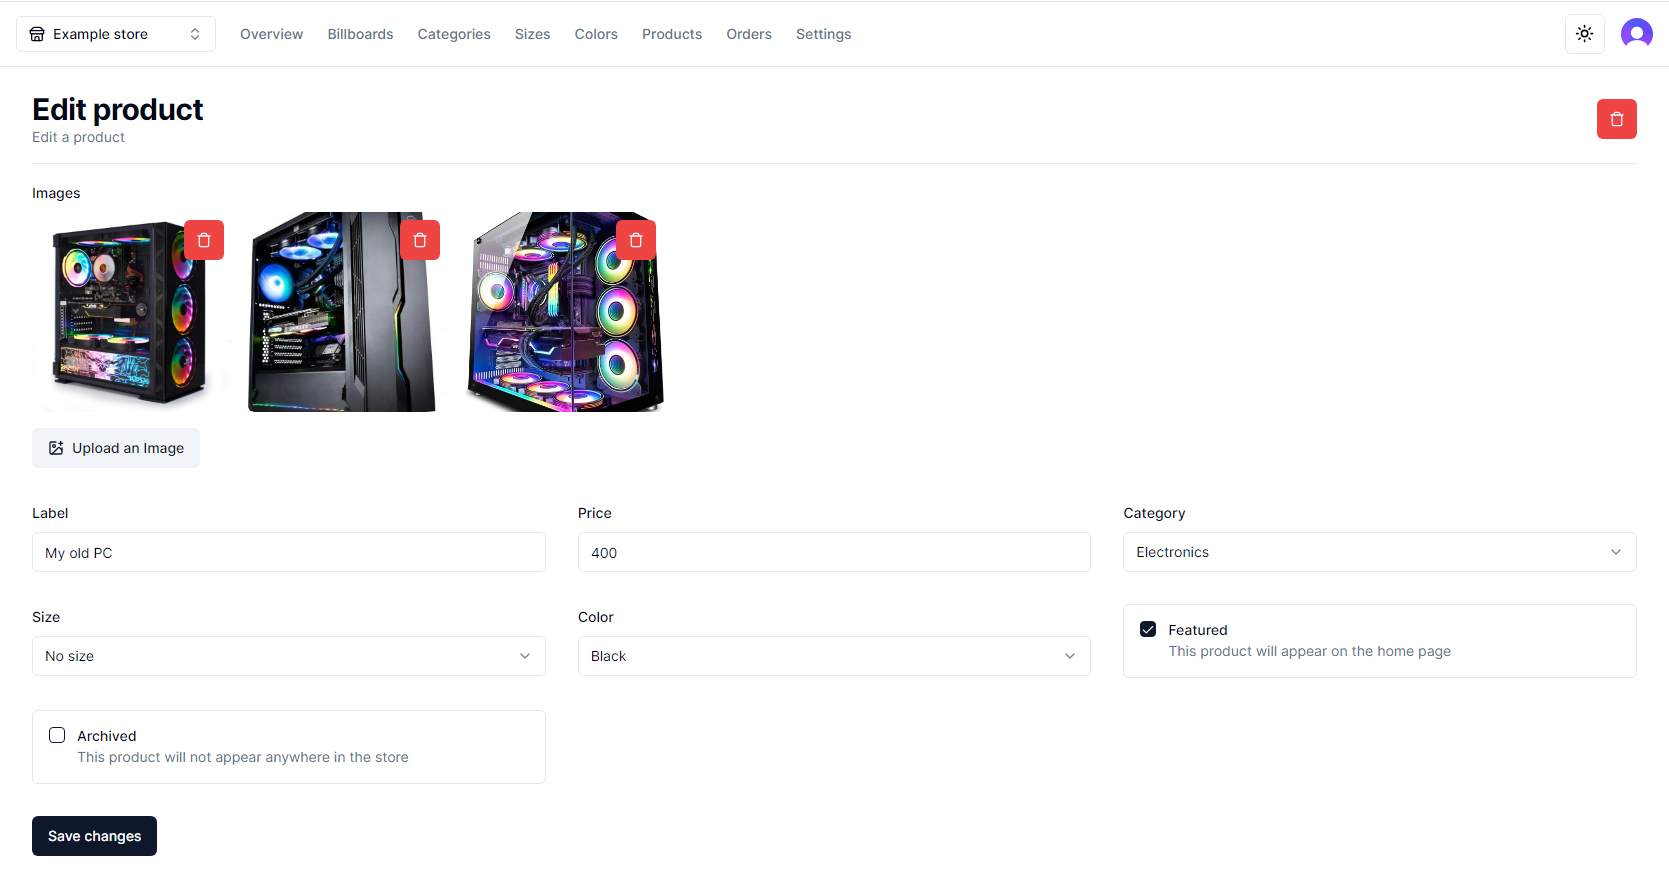 Example store
Overview
Billboards
Categories
Sizes
Colors
Products
Orders
Settings
Edit product
Edit a product
Images
Upload an Image
Label
Price
Category
My old PC
400
Electronics
Size
Color
No size
Black
Featured
This product will appear on the home page
Archived
This product will not appear anywhere in the store
Save changes